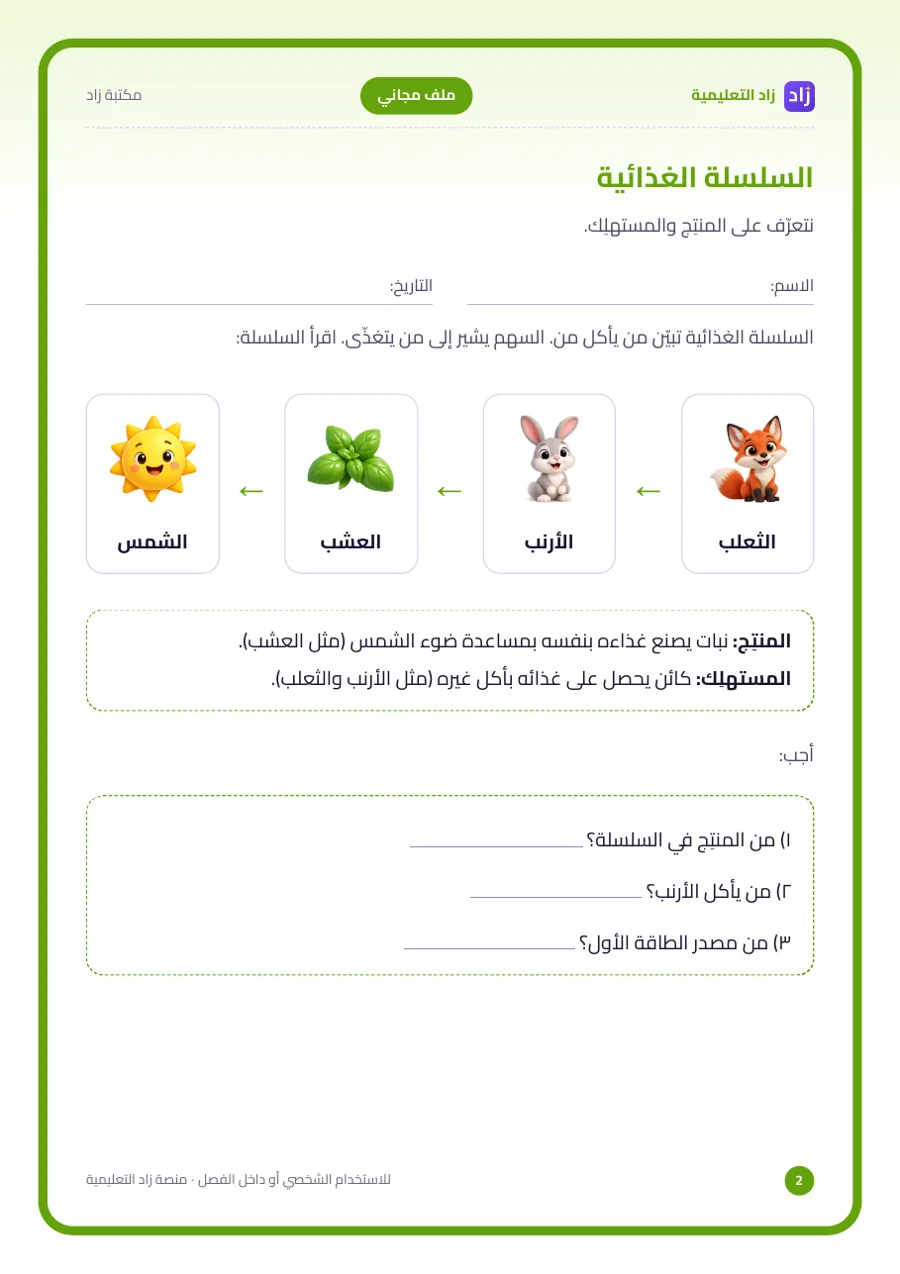 زاد زاد التعليمية
ملف مجاني
مكتبة زاد
السلسلة الغذائية
نتعرّف على المنتِج والمستهلِك.
الاسم:
التاريخ:
السلسلة الغذائية تبيّن من يأكل من. السهم يشير إلى من يتغذّى. اقرأ السلسلة:
الثعلب
←
الأرنب
←
العشب
←
الشمس
المنتِج: نبات يصنع غذاءه بنفسه بمساعدة ضوء الشمس (مثل العشب).
المستهلِك: كائن يحصل على غذائه بأكل غيره (مثل الأرنب والثعلب).
أجب:
١) من المنتِج في السلسلة؟
٢) من يأكل الأرنب؟
٣) من مصدر الطاقة الأول؟
2
للاستخدام الشخصي أو داخل الفصل · منصة زاد التعليمية